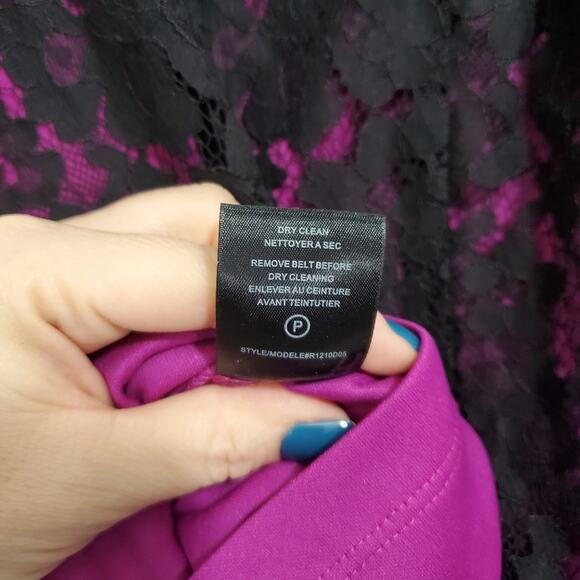 DRY CLEAN
NETTOYER A SEC
REMOVE BELT BEFORE
DRY CLEANING
ENLEVER AU CEINTURE
AVANT TEINTUTIER
P
STYLE/MODELE#R1210D05